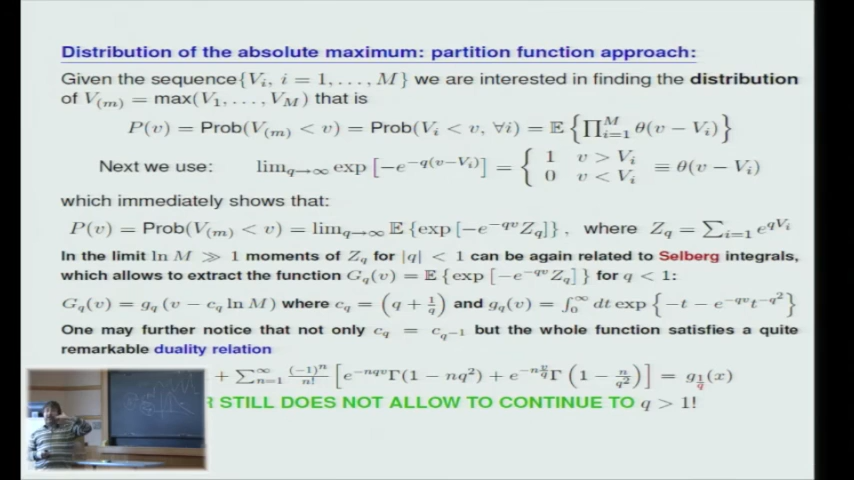 Distribution of the absolute maximum: partition function approach:
Given the sequence{V_i, i = 1, . . . , M} we are interested in finding the distribution
of V_(m) = max(V_1, . . . , V_M) that is
P(v) = Prob(V_(m) < v) = Prob(V_i < v, ∀i) = 𝔼 {∏_{i=1}^{M} θ(v − V_i)}
Next we use: lim_{q→∞} exp [−e^{−q(v−V_i)}] = { 1 v > V_i
0 v < V_i ≡ θ(v − V_i)
which immediately shows that:
P(v) = Prob(V_(m) < v) = lim_{q→∞} 𝔼 {exp [−e^{−qv}Z_q]} , where Z_q = ∑_{i=1} e^{qV_i}
In the limit ln M ≫ 1 moments of Z_q for |q| < 1 can be again related to Selberg integrals,
which allows to extract the function G_q(v) = 𝔼 {exp [−e^{−qv}Z_q]} for q < 1:
G_q(v) = g_q (v − c_q ln M) where c_q = (q + 1/q) and g_q(v) = ∫_0^∞ dt exp {−t − e^{−qv}t^{−q^2}}
One may further notice that not only c_q = c_{q^{−1}} but the whole function satisfies a quite
remarkable duality relation
+ ∑_{n=1}^{∞} (−1)^n/n! [e^{−nqv}Γ(1 − nq^2) + e^{−n v/q}Γ (1 − n/q^2)] = g_{1/q}(x)
R STILL DOES NOT ALLOW TO CONTINUE TO q > 1!